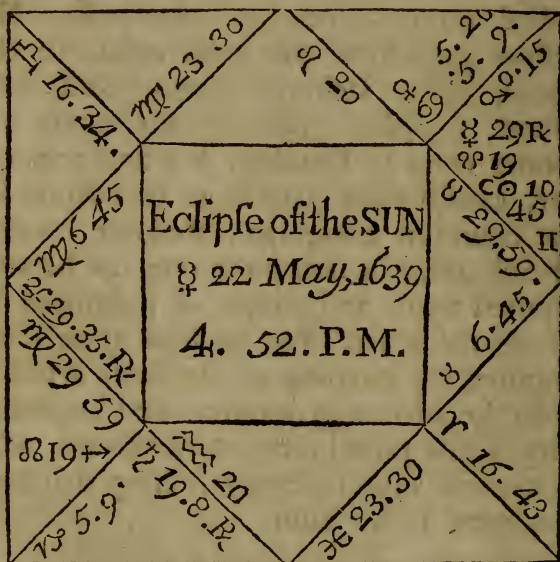 ♎ 16. 34.
♍ 23 30
♌ 20
♀ ♋ 5. 20
:5. 9.
♂ 0.15
☿ 29℞
☋ 19
☾☉ 10
45
♊
♉ 29. 59.
♏ 6 45
Eclipſe of the SUN
☿ 22 May, 1639
4. 52. P.M.
♃ 29. 35. ℞
♏ 29 59
☊ 19 ♐
♑ 5. 9.
♄ 19. 8. ℞
♒ 20
♓ 23. 30
♈ 16. 43
♉ 6. 45